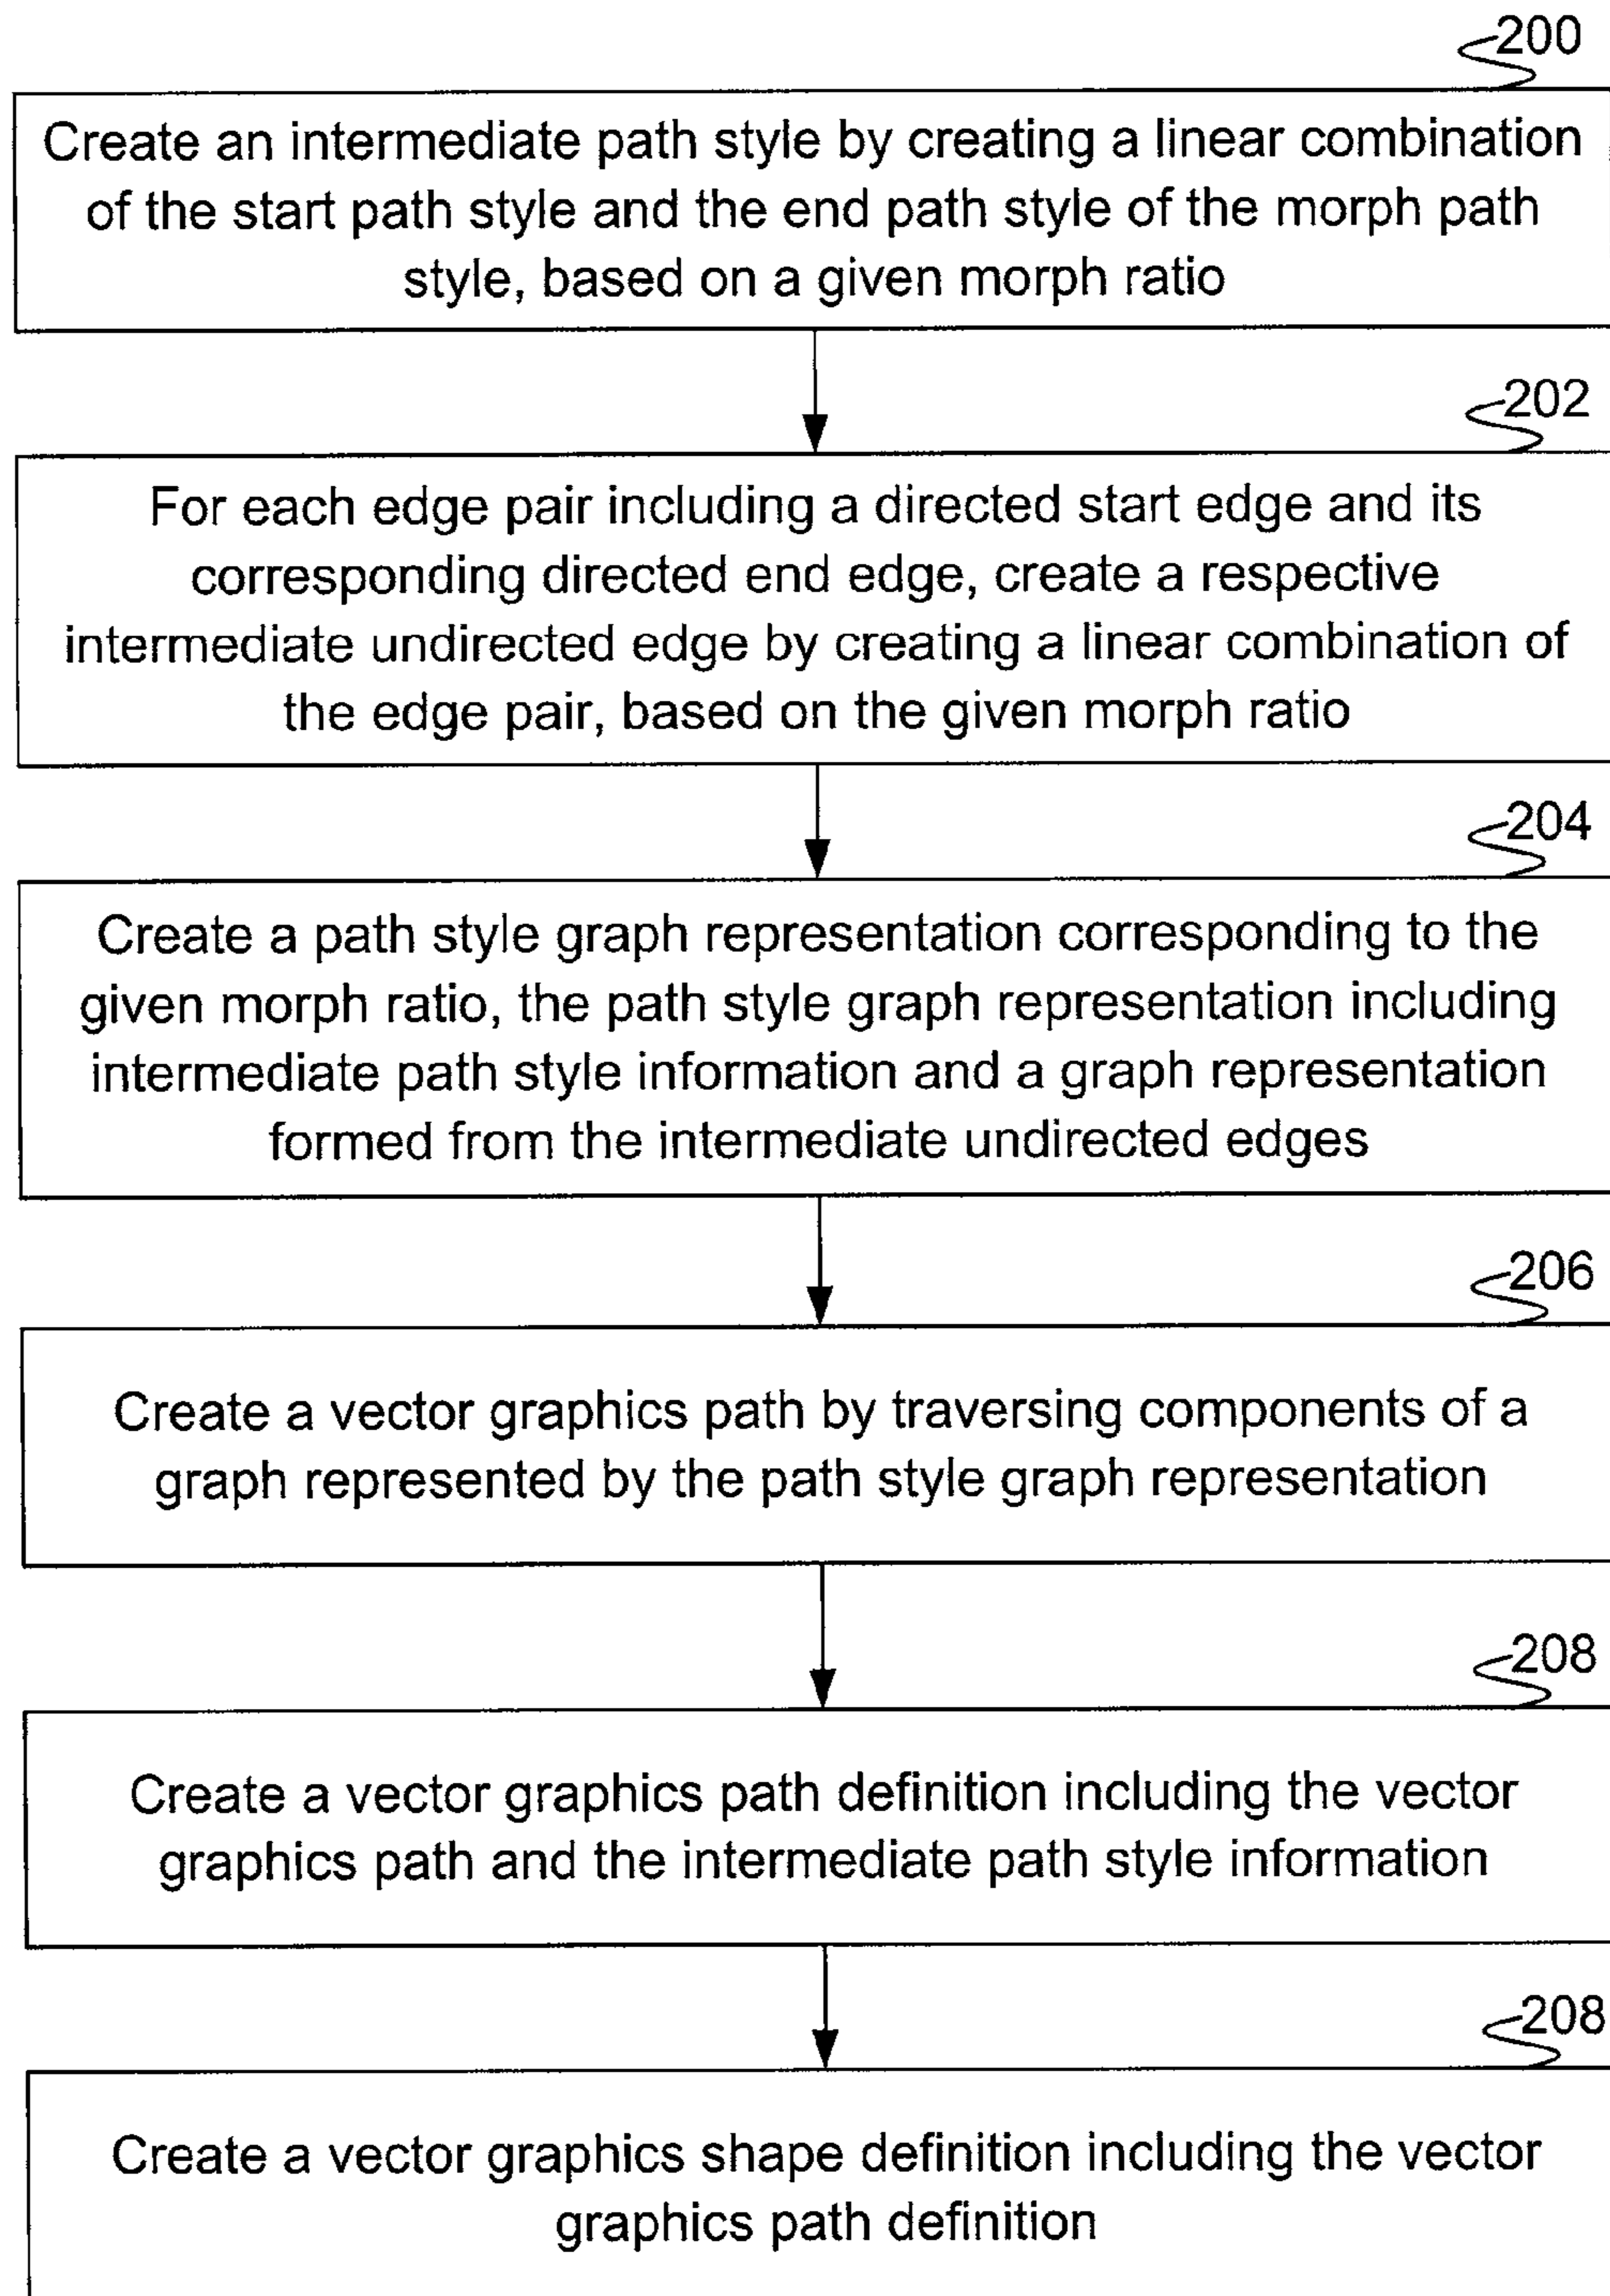 200
Create an intermediate path style by creating a linear combination
of the start path style and the end path style of the morph path
style, based on a given morph ratio
202
For each edge pair including a directed start edge and its
corresponding directed end edge, create a respective
intermediate undirected edge by creating a linear combination of
the edge pair, based on the given morph ratio
204
Create a path style graph representation corresponding to the
given morph ratio, the path style graph representation including
intermediate path style information and a graph representation
formed from the intermediate undirected edges
206
Create a vector graphics path by traversing components of a
graph represented by the path style graph representation
208
Create a vector graphics path definition including the vector
graphics path and the intermediate path style information
208
Create a vector graphics shape definition including the vector
graphics path definition